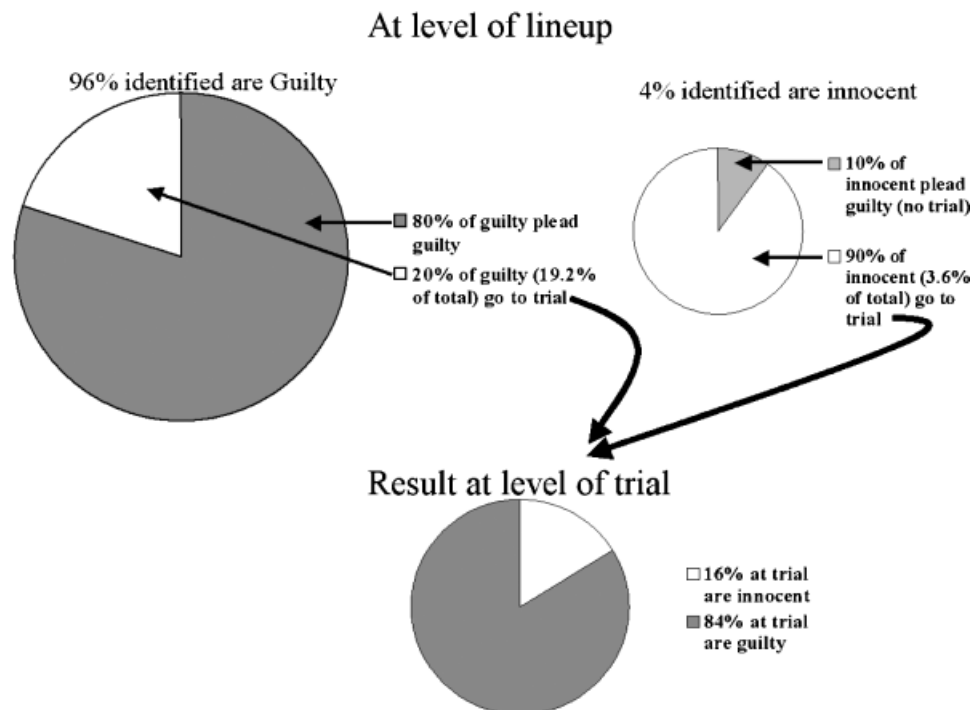 At level of lineup
96% identified are Guilty
4% identified are innocent
80% of guilty plead
guilty
20% of guilty (19.2%
of total) go to trial
10% of
innocent plead
guilty (no trial)
90% of
innocent (3.6%
of total) go to
trial
Result at level of trial
16% at trial
are innocent
84% at trial
are guilty